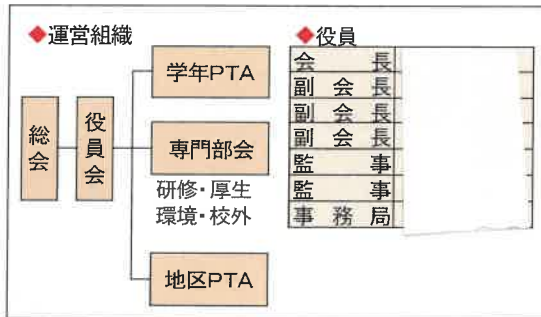 ◆運営組織
総会
役員会
学年PTA
専門部会
研修・厚生
環境・校外
地区PTA
◆役員
会長
副会長
副会長
副会長
監事
監事
事務局